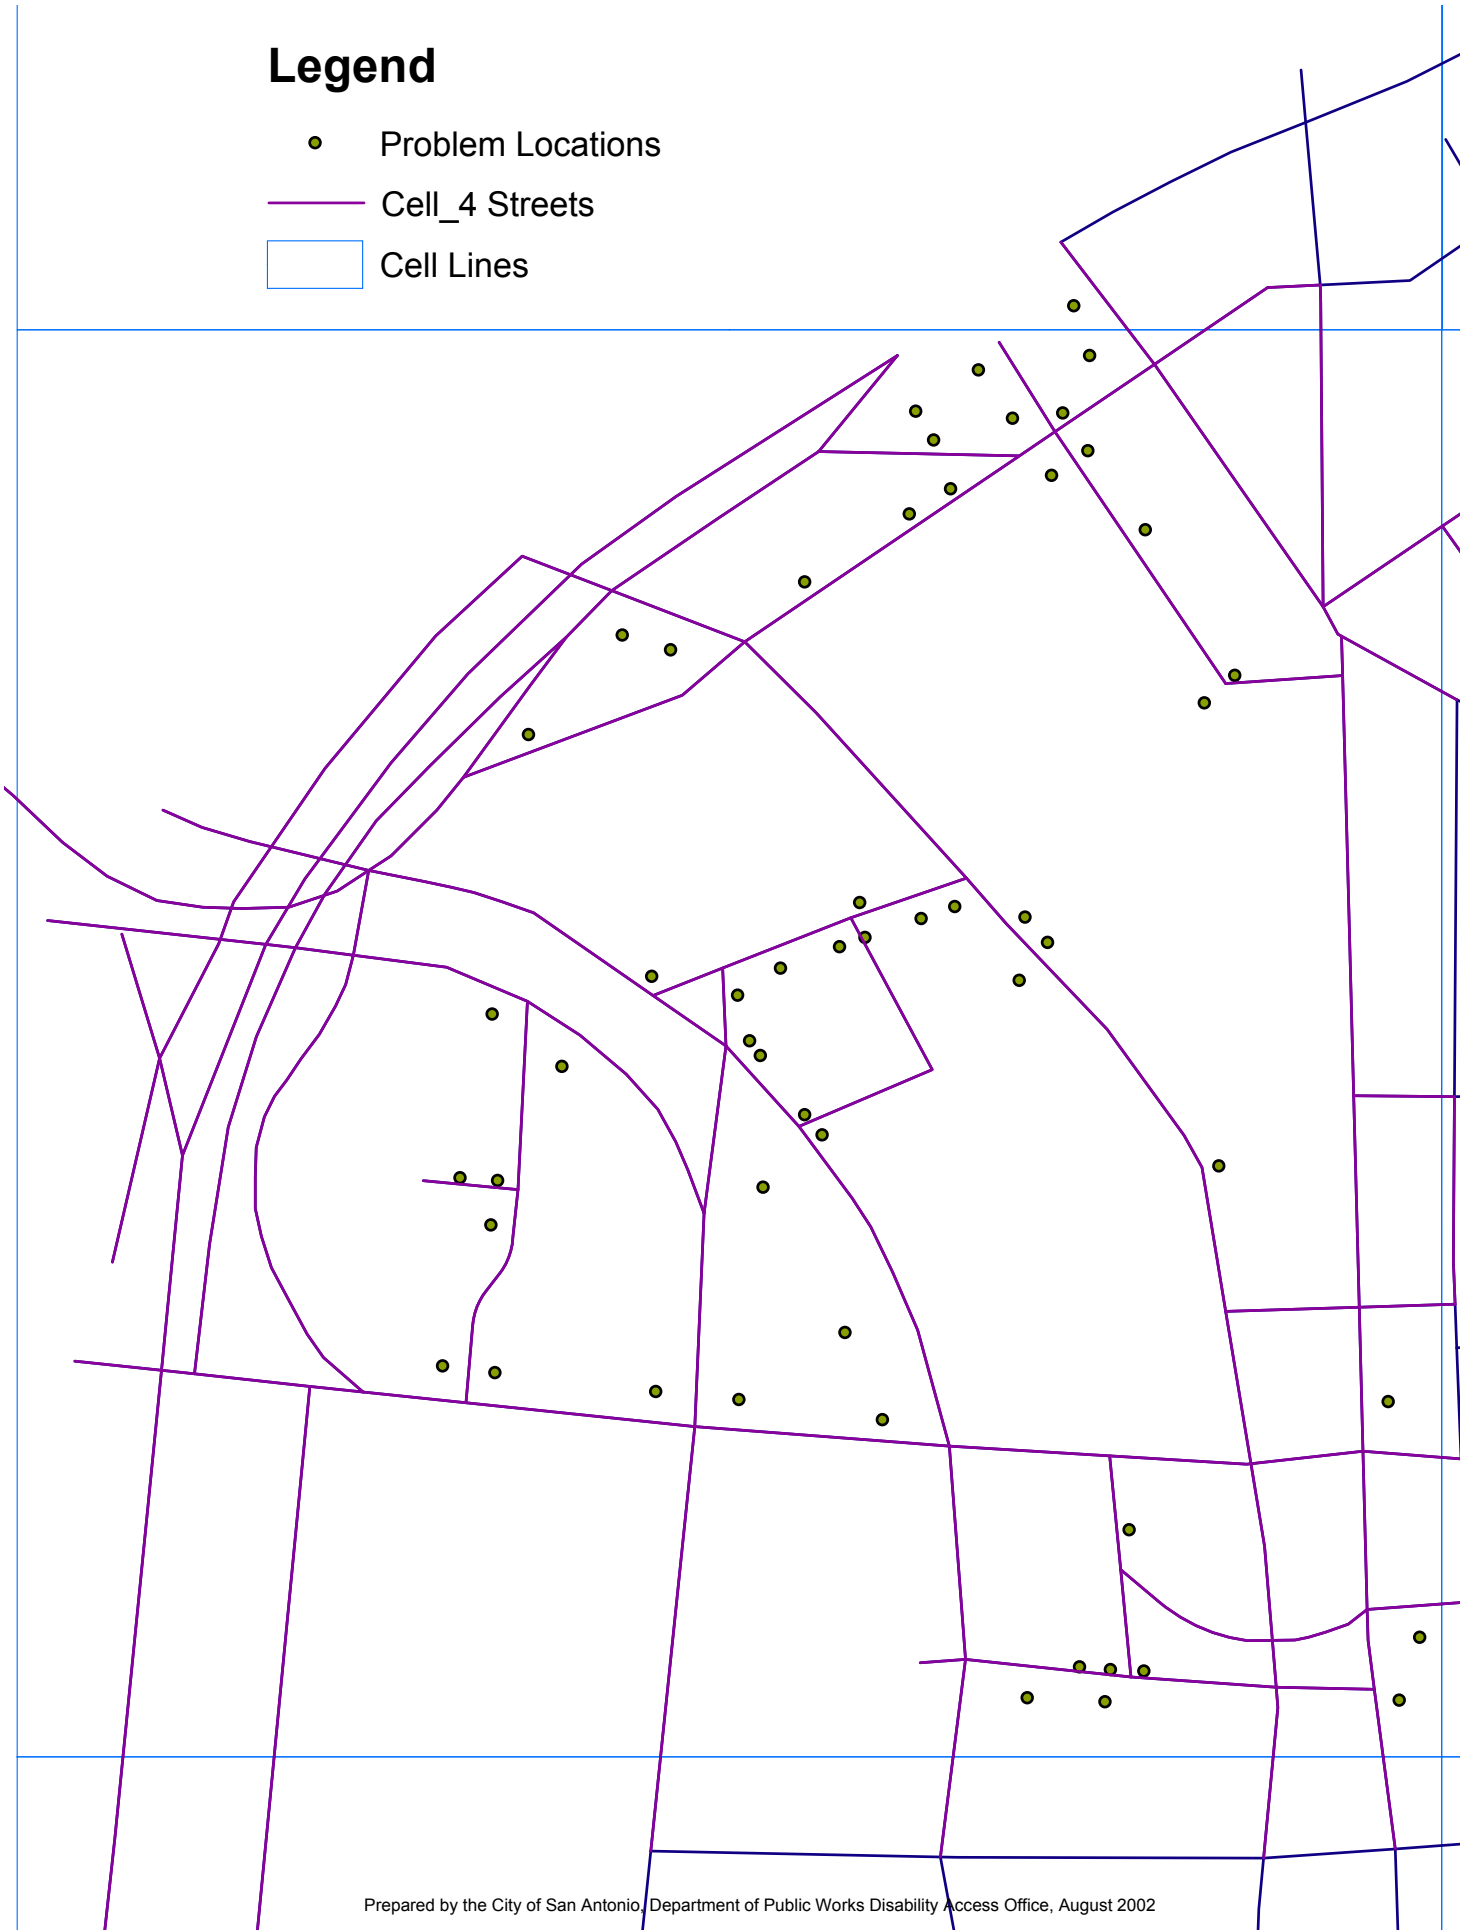 Legend
Problem Locations
Cell_4 Streets
Cell Lines
Prepared by the City of San Antonio, Department of Public Works Disability Access Office, August 2002